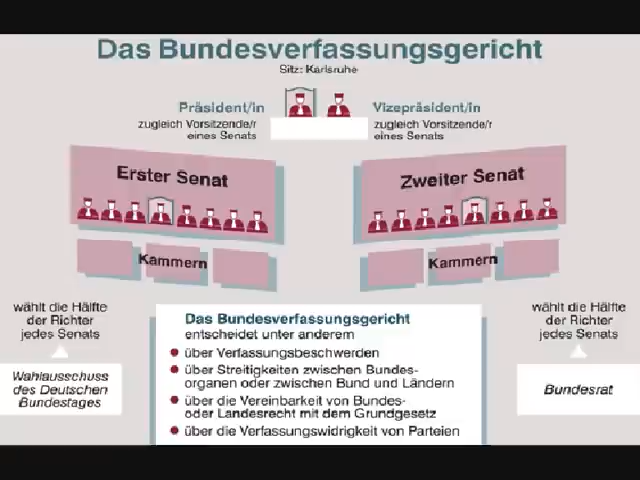 Das Bundesverfassungsgericht
Sitz: Karlsruhe
Präsident/in
zugleich Vorsitzende/r
eines Senats
Vizepräsident/in
zugleich Vorsitzende/r
eines Senats
Erster Senat
Zweiter Senat
Kammern
Kammern
wählt die Hälfte
der Richter
jedes Senats
Wahlausschuss
des Deutschen
Bundestages
Das Bundesverfassungsgericht
entscheidet unter anderem
über Verfassungsbeschwerden
über Streitigkeiten zwischen Bundes-
organen oder zwischen Bund und Ländern
über die Vereinbarkeit von Bundes-
oder Landesrecht mit dem Grundgesetz
über die Verfassungswidrigkeit von Parteien
wählt die Hälfte
der Richter
jedes Senats
Bundesrat